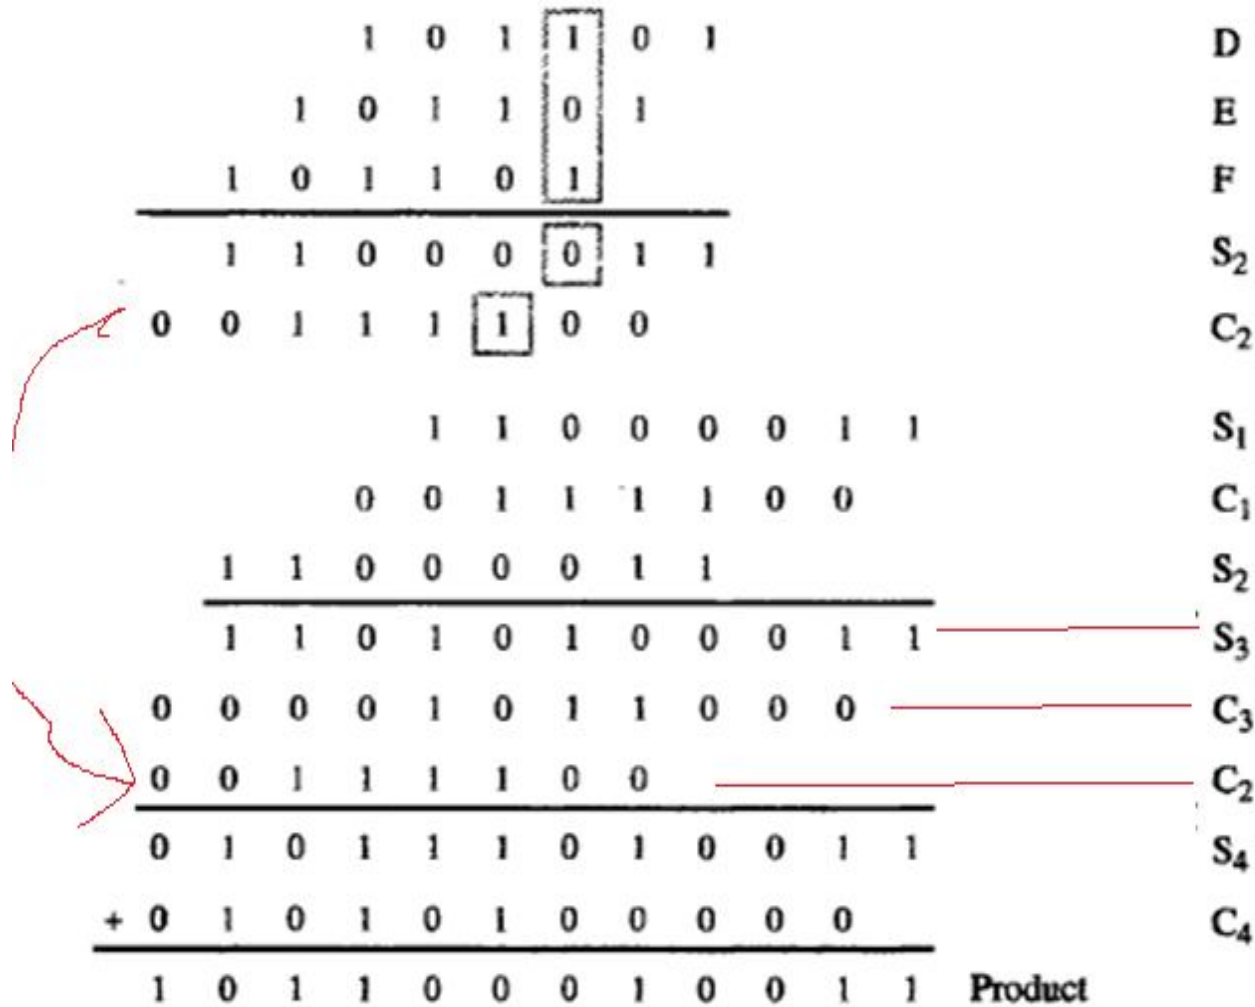 1 0 1 1 0 1 D
1 0 1 1 0 1 E
1 0 1 1 0 1 F
1 1 0 0 0 0 1 1 S₂
0 0 1 1 1 1 0 0 C₂
1 1 0 0 0 0 1 1 S₁
0 0 1 1 1 1 0 0 C₁
1 1 0 0 0 0 1 1 S₂
1 1 0 1 0 1 0 0 0 1 1 S₃
0 0 0 0 1 0 1 1 0 0 0 C₃
0 0 1 1 1 1 0 0 C₂
0 1 0 1 1 1 0 1 0 0 1 1 S₄
+ 0 1 0 1 0 1 0 0 0 0 0 C₄
1 0 1 1 0 0 0 1 0 0 1 1 Product